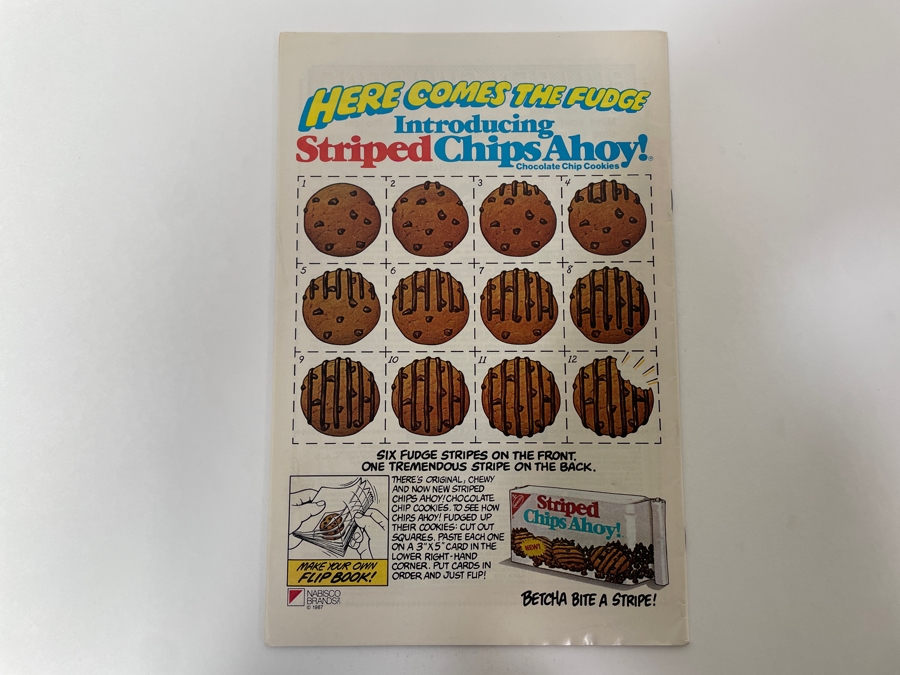 HERE COMES THE FUDGE
Introducing
Striped Chips Ahoy!®
Chocolate Chip Cookies
1 2 3 4
5 6 7 8
9 10 11 12
SIX FUDGE STRIPES ON THE FRONT.
ONE TREMENDOUS STRIPE ON THE BACK.
THERE'S ORIGINAL, CHEWY
AND NOW NEW STRIPED
CHIPS AHOY! CHOCOLATE
CHIP COOKIES. TO SEE HOW
CHIPS AHOY! FUDGED UP
THEIR COOKIES: CUT OUT
SQUARES. PASTE EACH ONE
ON A 3"X5" CARD IN THE
LOWER RIGHT-HAND
CORNER. PUT CARDS IN
ORDER, AND JUST FLIP!
MAKE YOUR OWN
FLIP BOOK!
Striped
Chips Ahoy!
NEW!
NABISCO
BRANDS
© 1987
BETCHA BITE A STRIPE!